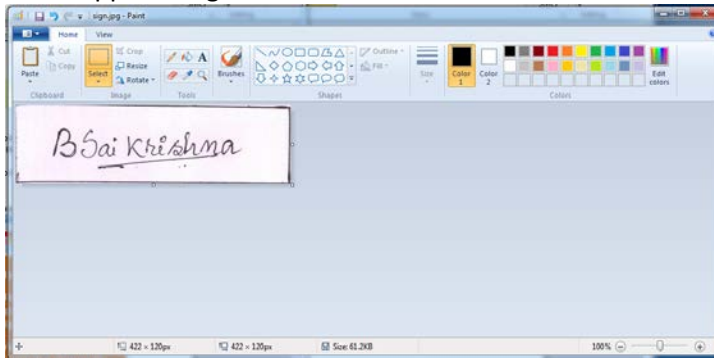 sign.jpg - Paint
Home View
Paste
Cut
Copy
Clipboard
Select
Crop
Resize
Rotate
Image
Tools
Brushes
Shapes
Outline
Fill
Size
Color 1
Color 2
Colors
Edit colors
B Sai Krishna
422 × 120px
422 × 120px
Size: 61.2KB
100%